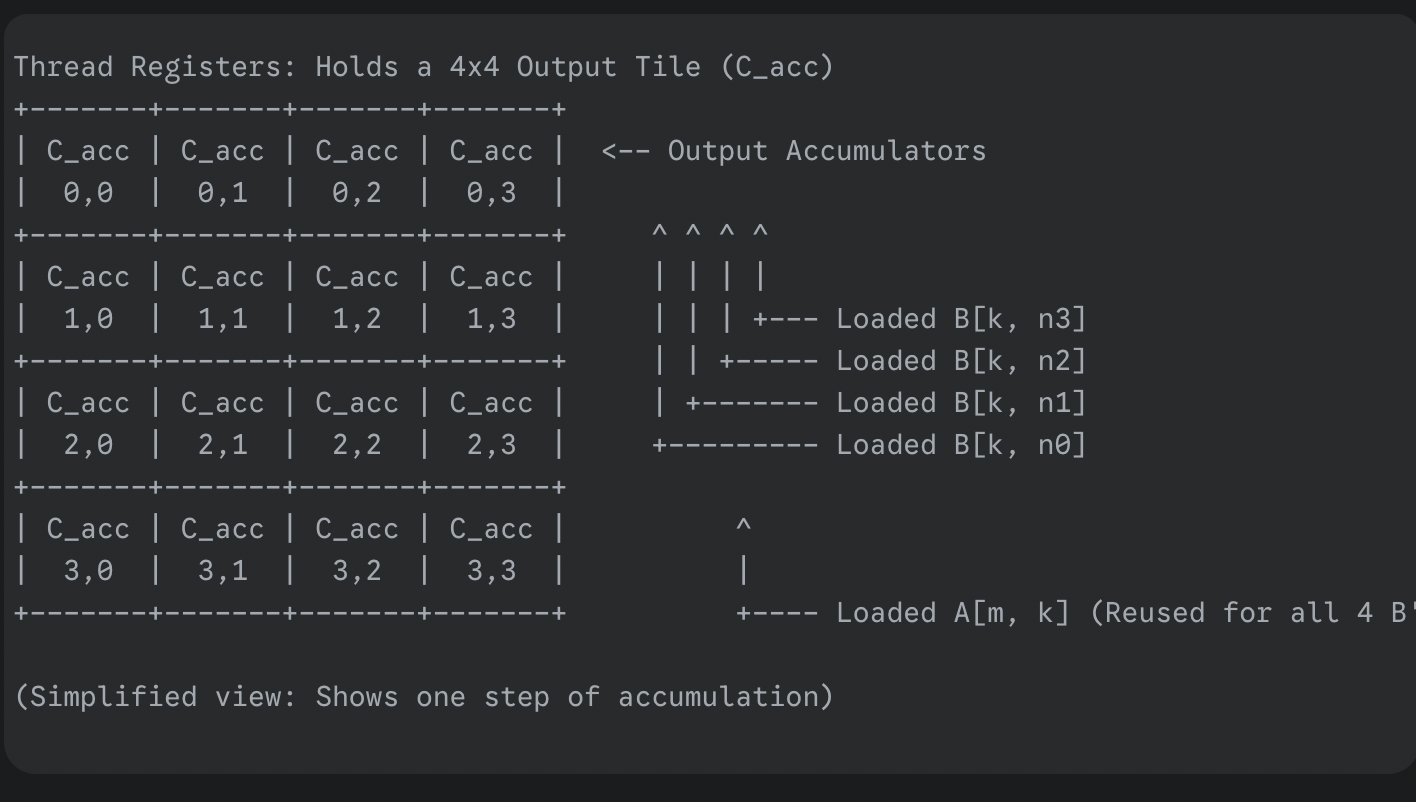 Thread Registers: Holds a 4x4 Output Tile (C_acc)
+-------+-------+-------+-------+
| C_acc | C_acc | C_acc | C_acc |  <-- Output Accumulators
|  0,0  |  0,1  |  0,2  |  0,3  |
+-------+-------+-------+-------+     ^ ^ ^ ^
| C_acc | C_acc | C_acc | C_acc |     | | | |
|  1,0  |  1,1  |  1,2  |  1,3  |     | | | +--- Loaded B[k, n3]
+-------+-------+-------+-------+     | | +----- Loaded B[k, n2]
| C_acc | C_acc | C_acc | C_acc |     | +------- Loaded B[k, n1]
|  2,0  |  2,1  |  2,2  |  2,3  |     +--------- Loaded B[k, n0]
+-------+-------+-------+-------+
| C_acc | C_acc | C_acc | C_acc |          ^
|  3,0  |  3,1  |  3,2  |  3,3  |          |
+-------+-------+-------+-------+          +---- Loaded A[m, k] (Reused for all 4 B'
(Simplified view: Shows one step of accumulation)